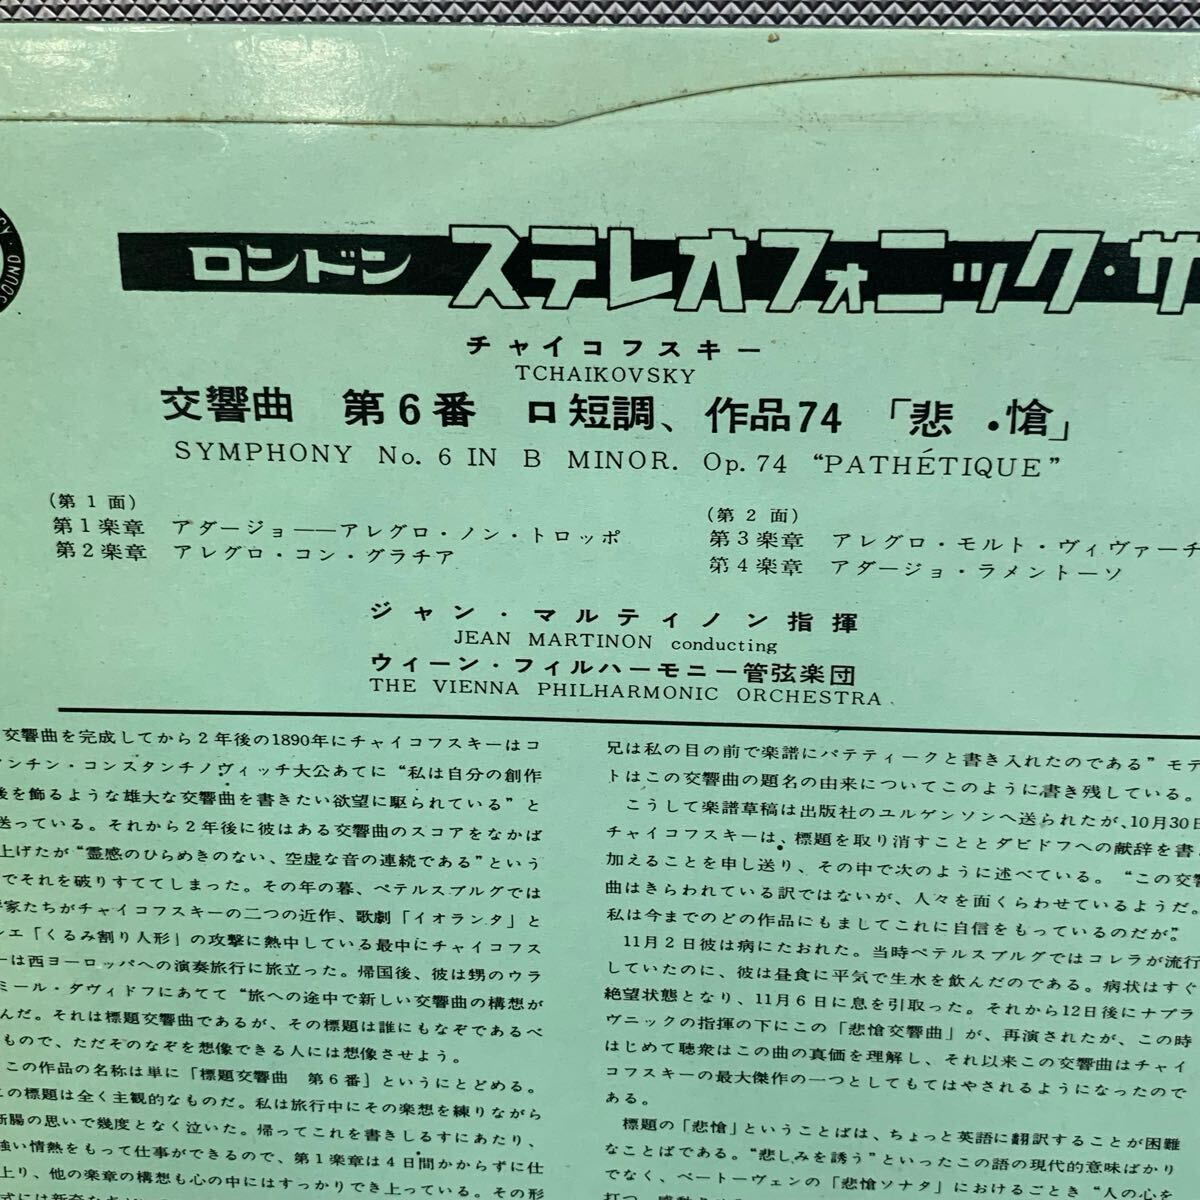 CY・
SOUND
ロンドン ステレオフォニック・サ
チャイコフスキー
TCHAIKOVSKY
交響曲 第6番 ロ短調、作品74 「悲・愴」
SYMPHONY No. 6 IN B MINOR. Op. 74 “PATHÉTIQUE”
(第1面)
第1楽章 アダージョ――アレグロ・ノン・トロッポ
第2楽章 アレグロ・コン・グラチア
(第2面)
第3楽章 アレグロ・モルト・ヴィヴァーチ
第4楽章 アダージョ・ラメントーソ
ジャン・マルティノン指揮
JEAN MARTINON conducting
ウィーン・フィルハーモニー管弦楽団
THE VIENNA PHILHARMONIC ORCHESTRA
交響曲を完成してから2年後の1890年にチャイコフスキーはコ
ンチン・コンスタンチノヴィッチ大公あてに“私は自分の創作
後を飾るような雄大な交響曲を書きたい欲望に駆られている”と
送っている。それから2年後に彼はある交響曲のスコアをなかば
上げたが“霊感のひらめきのない、空虚な音の連続である”という
でそれを破りすててしまった。その年の暮、ペテルスブルグでは
家たちがチャイコフスキーの二つの近作、歌劇「イオランタ」と
エ「くるみ割り人形」の攻撃に熱中している最中にチャイコフス
ーは西ヨーロッパへの演奏旅行に旅立った。帰国後、彼は甥のウラ
ミール・ダヴィドフにあてて“旅への途中で新しい交響曲の構想が
んだ。それは標題交響曲であるが、その標題は誰にもなぞであるべ
もので、ただそのなぞを想像できる人には想像させよう。
この作品の名称は単に「標題交響曲 第6番」というにとどめる。
の標題は全く主観的なものだ。私は旅行中にその楽想を練りながら
断腸の思いで幾度となく泣いた。帰ってこれを書きしるすにあたり、
強い情熱をもって仕事ができるので、第1楽章は4日間かからずに仕
上り、他の楽章の構想も心の中にはすっかりでき上っている。その形
兄は私の目の前で楽譜にパテティークと書き入れたのである”モデ
トはこの交響曲の題名の由来についてこのように書き残している。
こうして楽譜草稿は出版社のユルゲンソンへ送られたが、10月30日
チャイコフスキーは、標題を取り消すこととダビドフへの献辞を書
加えることを申し送り、その中で次のように述べている。“この交響
曲はきらわれている訳ではないが、人々を面くらわせているようだ。
私は今までのどの作品にもましてこれに自信をもっているのだが”。
11月2日彼は病にたおれた。当時ペテルスブルグではコレラが流行
していたのに、彼は昼食に平気で生水を飲んだのである。病状はすぐ
絶望状態となり、11月6日に息を引取った。それから12日後にナプラ
ヴニックの指揮の下にこの「悲愴交響曲」が、再演されたが、この時
はじめて聴衆はこの曲の真価を理解し、それ以来この交響曲はチャイ
コフスキーの最大傑作の一つとしてもてはやされるようになったので
ある。
標題の「悲愴」ということばは、ちょっと英語に翻訳することが困難
なことばである。“悲しみを誘う”といったこの語の現代的意味ばかり
でなく、ベートーヴェンの「悲愴ソナタ」におけるごとき“人の心を